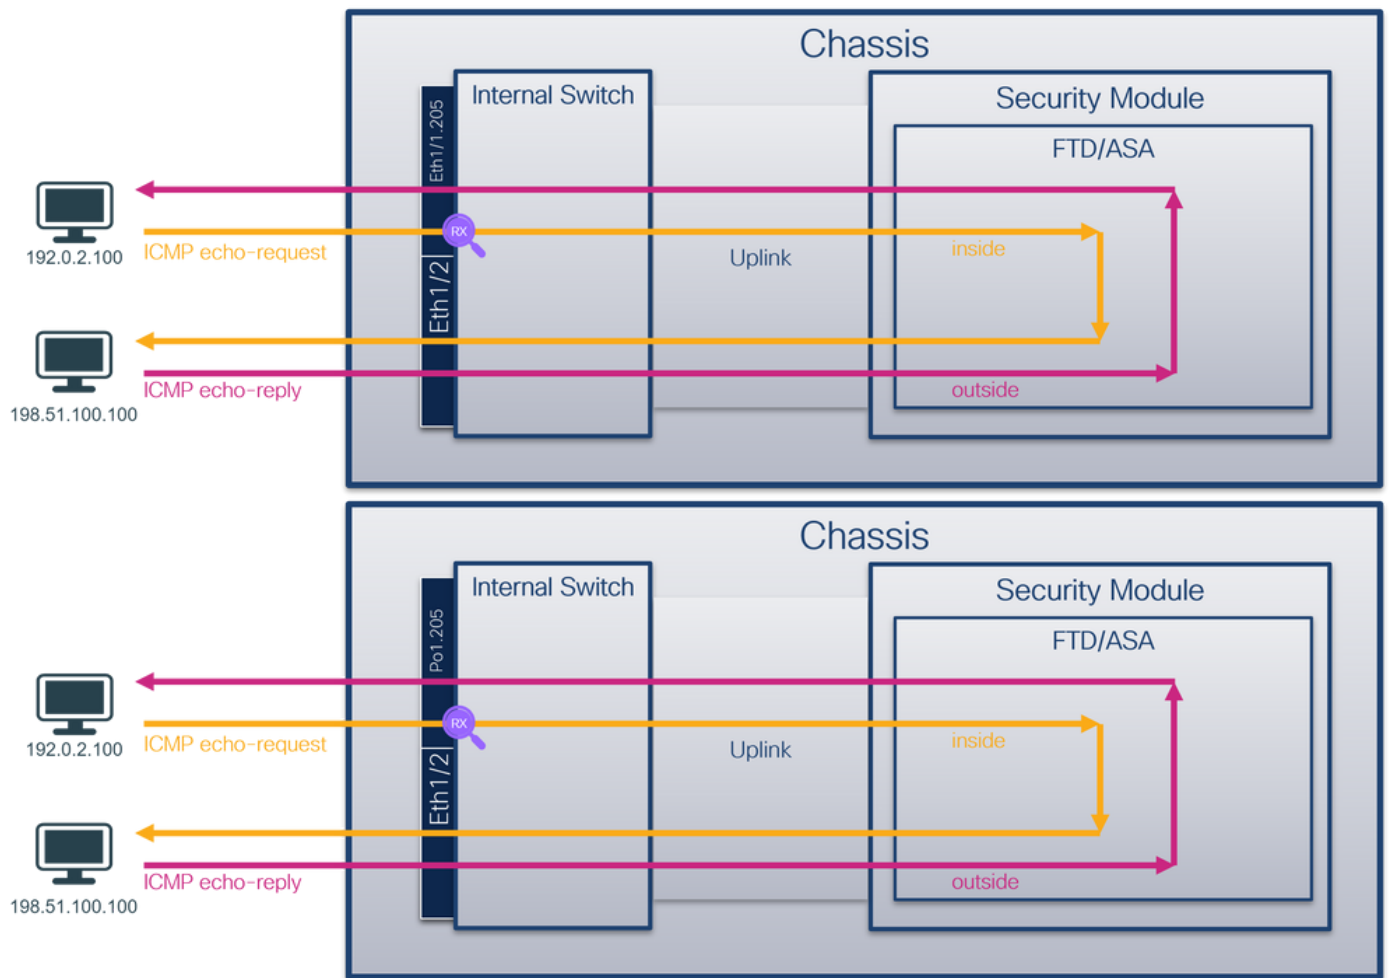 Chassis
Internal Switch
Security Module
Eth1/1.205
FTD/ASA
RX
192.0.2.100
ICMP echo-request
Uplink
inside
Eth1/2
198.51.100.100
ICMP echo-reply
outside
Chassis
Internal Switch
Security Module
Po1.205
FTD/ASA
RX
192.0.2.100
ICMP echo-request
Uplink
inside
Eth1/2
198.51.100.100
ICMP echo-reply
outside